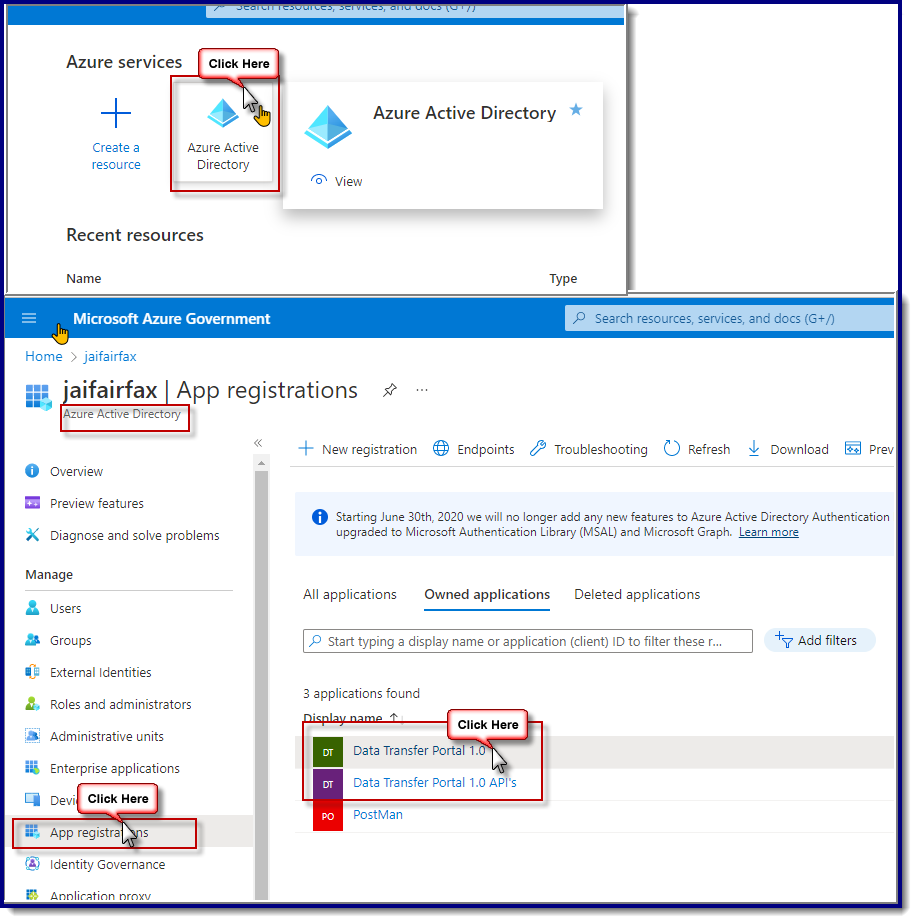 Search resources, services, and docs (G+/)
Azure services
Click Here
Create a
resource
Azure Active
Directory
Azure Active Directory
View
Recent resources
Name
Type
Microsoft Azure Government
Search resources, services, and docs (G+/)
Home > jaifairfax
jaifairfax | App registrations
Azure Active Directory
Overview
Preview features
Diagnose and solve problems
Manage
Users
Groups
External Identities
Roles and administrators
Administrative units
Enterprise applications
Devi
Click Here
App registrations
Identity Governance
Application proxy
New registration
Endpoints
Troubleshooting
Refresh
Download
Prev
Starting June 30th, 2020 we will no longer add any new features to Azure Active Directory Authentication
upgraded to Microsoft Authentication Library (MSAL) and Microsoft Graph. Learn more
All applications
Owned applications
Deleted applications
Start typing a display name or application (client) ID to filter these r...
Add filters
3 applications found
Display name
Click Here
DT Data Transfer Portal 1.0
DT Data Transfer Portal 1.0 API's
PO PostMan